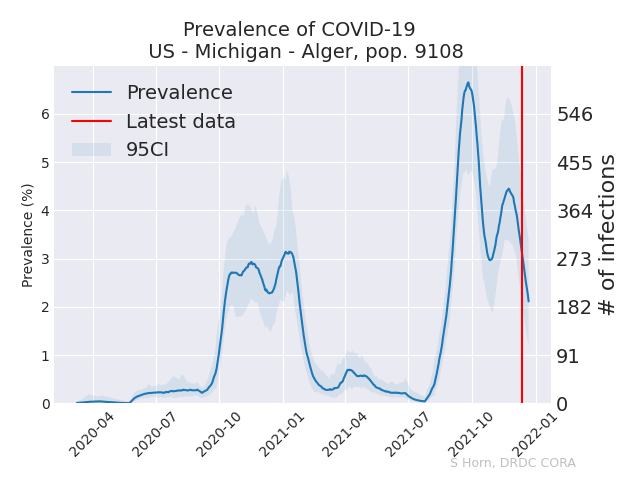 Prevalence of COVID-19
US - Michigan - Alger, pop. 9108
Prevalence
Latest data
95CI
Prevalence (%)
6
5
4
3
2
1
0
546
455
364
273
182
91
0
# of infections
2020-04
2020-07
2020-10
2021-01
2021-04
2021-07
2021-10
2022-01
S Horn, DRDC CORA